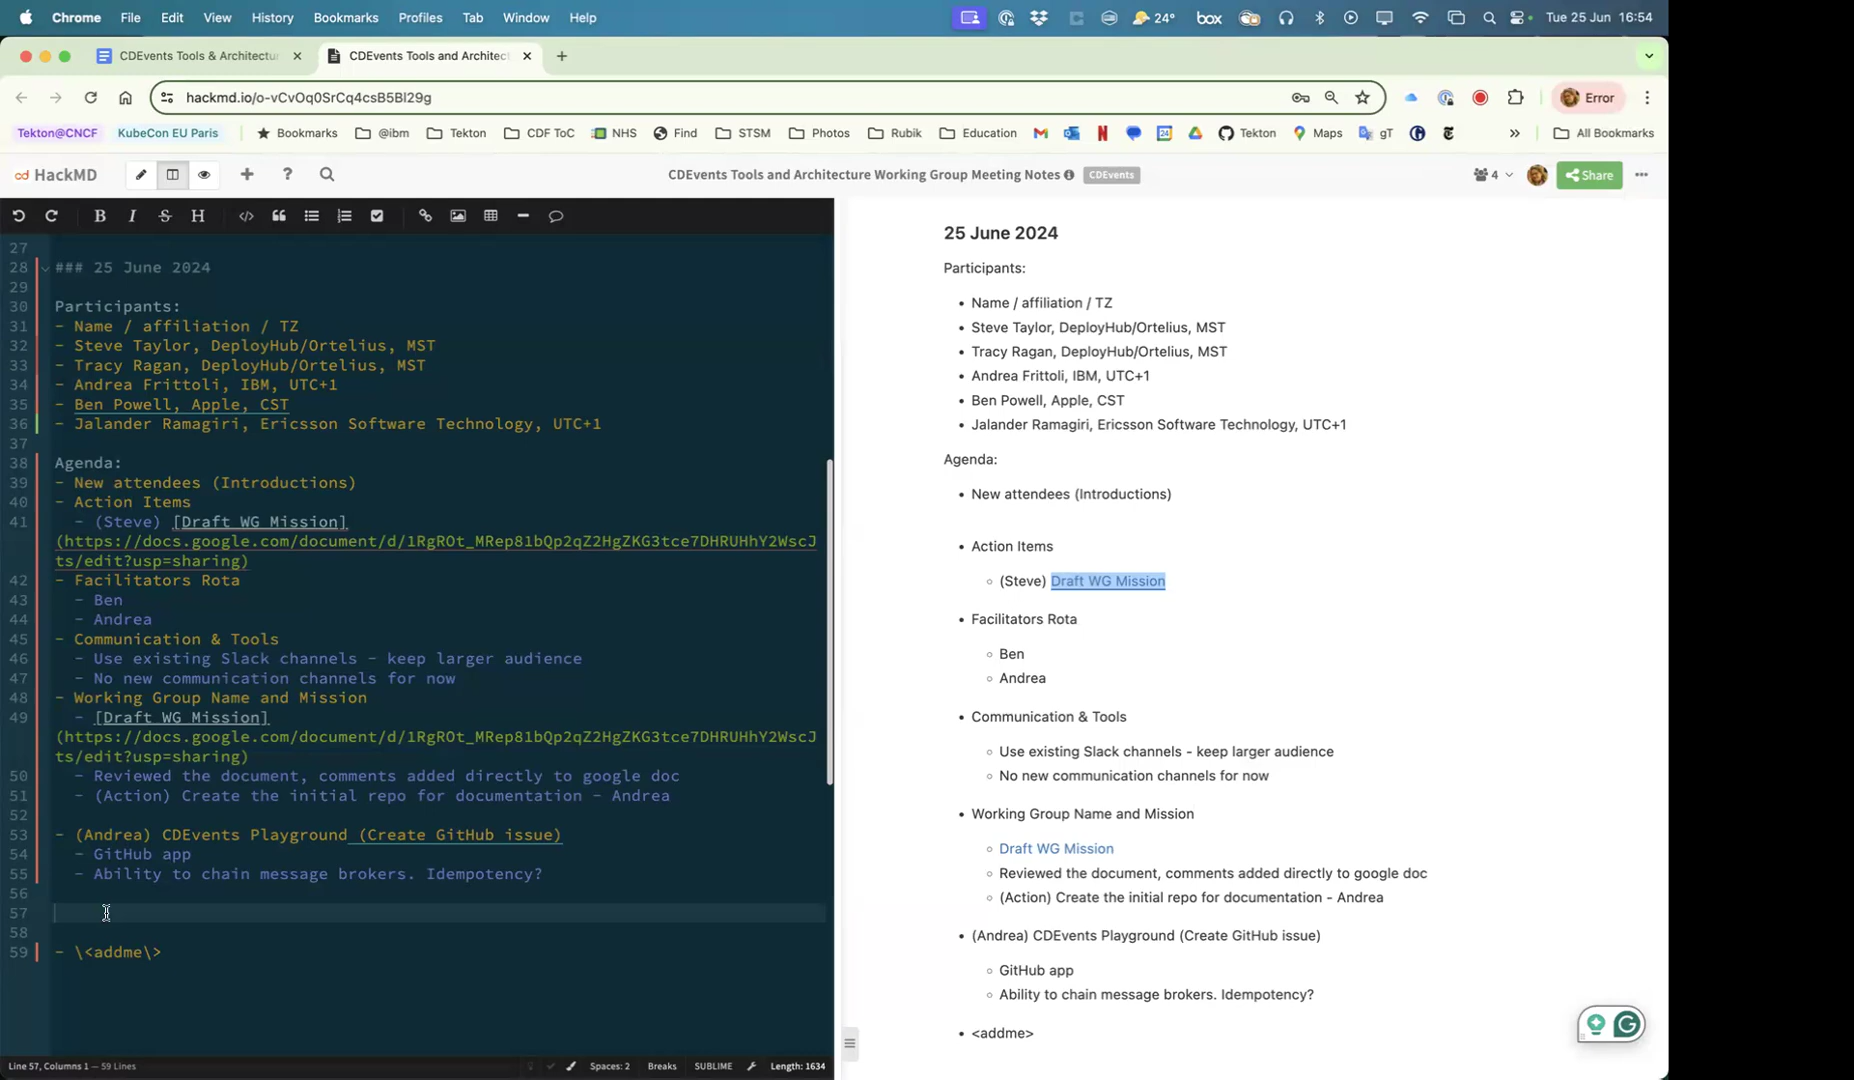 Chrome File Edit View History Bookmarks Profiles Tab Window Help 24° box Tue 25 Jun 16:54
CDEvents Tools & Architectur CDEvents Tools and Architect
hackmd.io/o-vCvOq0SrCq4csB5Bl29g Error
Tekton@CNCF KubeCon EU Paris Bookmarks @ibm Tekton CDF ToC NHS Find STSM Photos Rubik Education Tekton Maps gT All Bookmarks
HackMD CDEvents Tools and Architecture Working Group Meeting Notes CDEvents 4 Share
27
28 ### 25 June 2024
29
30 Participants:
31 - Name / affiliation / TZ
32 - Steve Taylor, DeployHub/Ortelius, MST
33 - Tracy Ragan, DeployHub/Ortelius, MST
34 - Andrea Frittoli, IBM, UTC+1
35 - Ben Powell, Apple, CST
36 - Jalander Ramagiri, Ericsson Software Technology, UTC+1
37
38 Agenda:
39 - New attendees (Introductions)
40 - Action Items
41 - (Steve) [Draft WG Mission]
(https://docs.google.com/document/d/1RgROt_MRep81bQp2qZ2HgZKG3tce7DHRUHhY2WscJ
ts/edit?usp=sharing)
42 - Facilitators Rota
43 - Ben
44 - Andrea
45 - Communication & Tools
46 - Use existing Slack channels - keep larger audience
47 - No new communication channels for now
48 - Working Group Name and Mission
49 - [Draft WG Mission]
(https://docs.google.com/document/d/1RgROt_MRep81bQp2qZ2HgZKG3tce7DHRUHhY2WscJ
ts/edit?usp=sharing)
50 - Reviewed the document, comments added directly to google doc
51 - (Action) Create the initial repo for documentation - Andrea
52
53 - (Andrea) CDEvents Playground (Create GitHub issue)
54 - GitHub app
55 - Ability to chain message brokers. Idempotency?
56
57
58
59 - \<addme\>
Line 57, Columns 1 — 59 Lines Spaces: 2 Breaks SUBLIME Length: 1634
25 June 2024
Participants:
• Name / affiliation / TZ
• Steve Taylor, DeployHub/Ortelius, MST
• Tracy Ragan, DeployHub/Ortelius, MST
• Andrea Frittoli, IBM, UTC+1
• Ben Powell, Apple, CST
• Jalander Ramagiri, Ericsson Software Technology, UTC+1
Agenda:
• New attendees (Introductions)
• Action Items
◦ (Steve) Draft WG Mission
• Facilitators Rota
◦ Ben
◦ Andrea
• Communication & Tools
◦ Use existing Slack channels - keep larger audience
◦ No new communication channels for now
• Working Group Name and Mission
◦ Draft WG Mission
◦ Reviewed the document, comments added directly to google doc
◦ (Action) Create the initial repo for documentation - Andrea
• (Andrea) CDEvents Playground (Create GitHub issue)
◦ GitHub app
◦ Ability to chain message brokers. Idempotency?
• <addme>